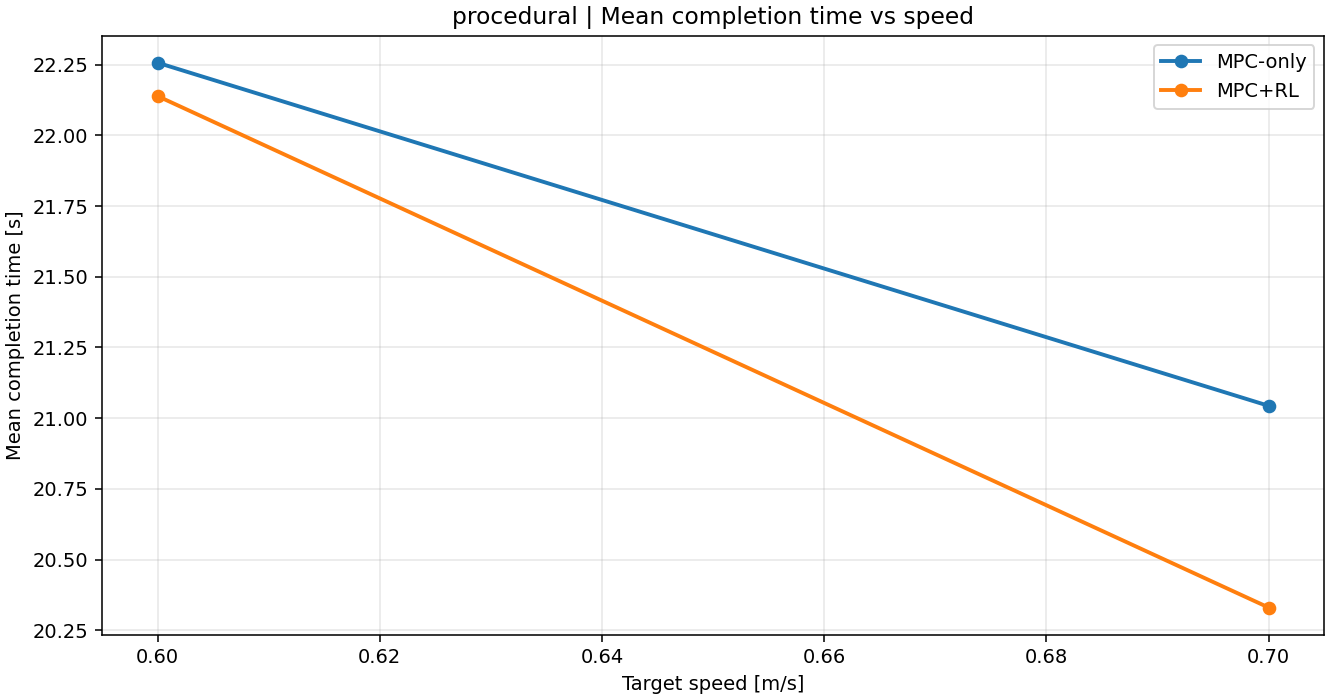 procedural | Mean completion time vs speed
MPC-only
MPC+RL
Mean completion time [s]
22.25
22.00
21.75
21.50
21.25
21.00
20.75
20.50
20.25
0.60 0.62 0.64 0.66 0.68 0.70
Target speed [m/s]